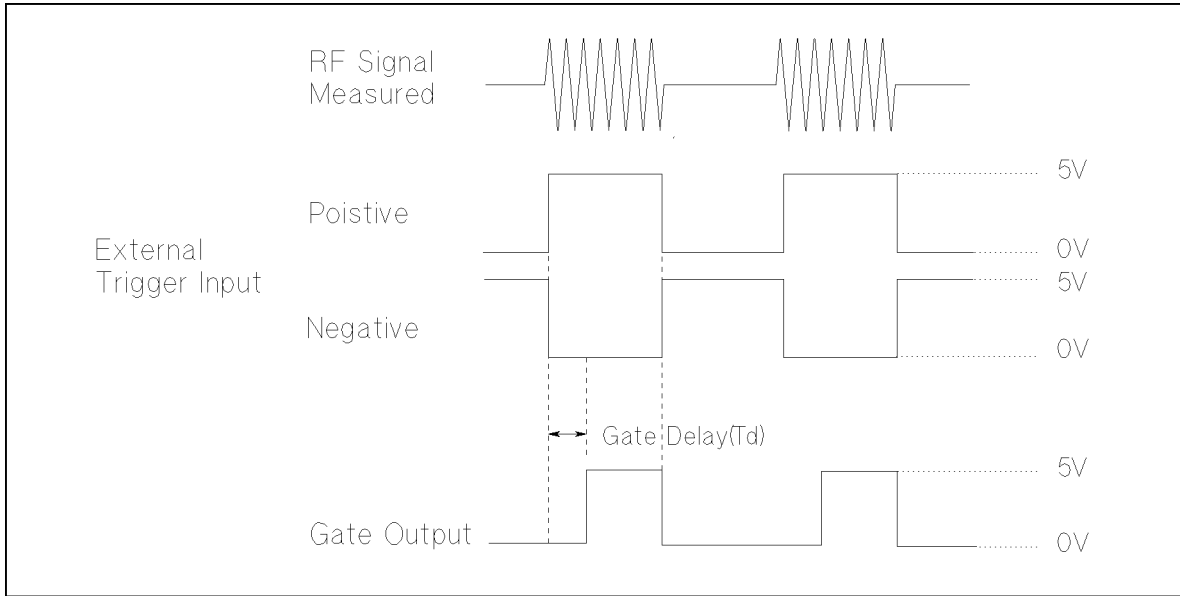 RF Signal
Measured
5V
Poistive
0V
External
Trigger Input
5V
Negative
0V
Gate Delay(Td)
5V
Gate Output
0V